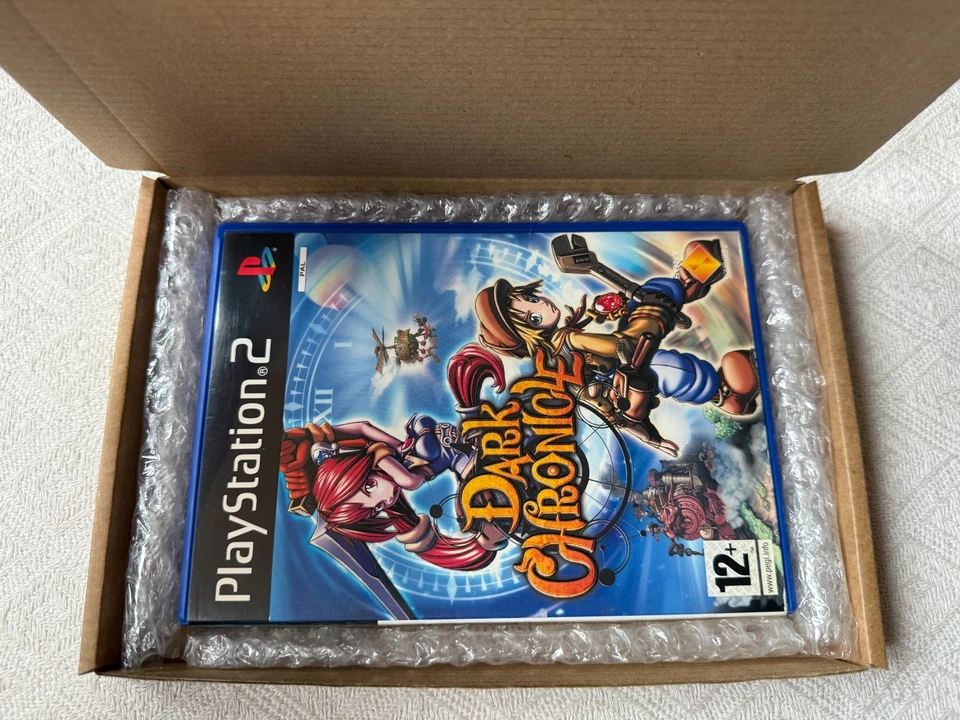 PlayStation®2
PAL
I
XII
DARK
CHRONICLE
12+
www.pegi.info